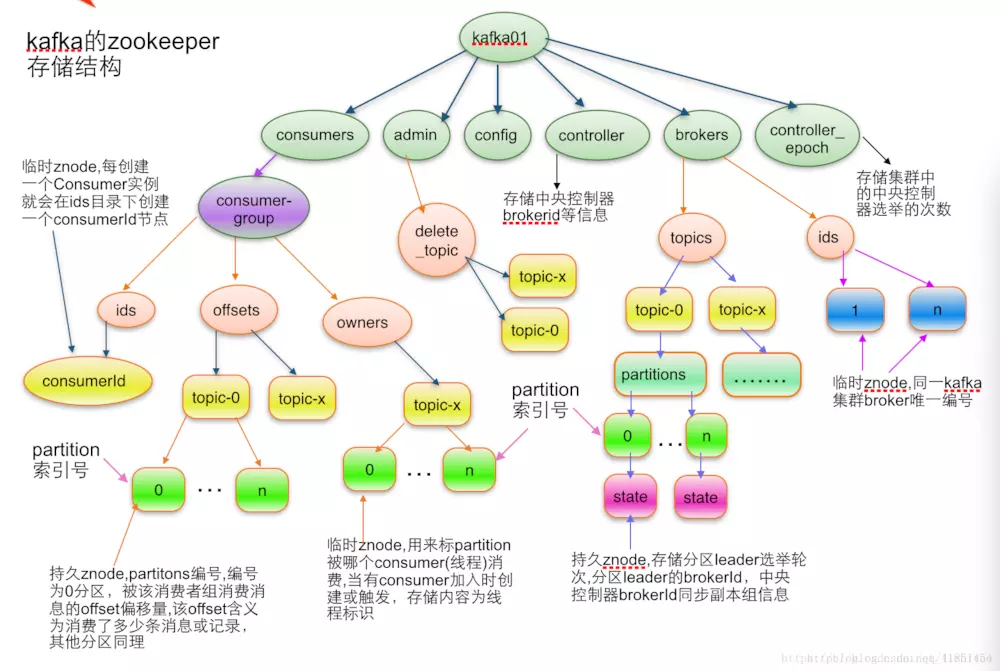 kafka的zookeeper
存储结构
kafka01
consumers
admin
config
controller
brokers
controller_
epoch
临时znode,每创建
一个Consumer实例
就会在ids目录下创建
一个consumerId节点
consumer-
group
存储中央控制器
brokerid等信息
存储集群中
的中央控制
器选举的次数
delete
_topic
topics
ids
topic-x
topic-0
ids
offsets
owners
topic-0
topic-x
1
n
consumerId
topic-0
topic-x
topic-x
partitions
.......
临时znode,同一kafka
集群broker唯一编号
partition
索引号
partition
索引号
0
...
n
0
...
n
0
...
n
state
state
持久znode,partitons编号,编号
为0分区，被该消费者组消费消
息的offset偏移量,该offset含义
为消费了多少条消息或记录，
其他分区同理
临时znode,用来标partition
被哪个consumer(线程)消
费,当有consumer加入时创
建或触发，存储内容为线
程标识
持久znode,存储分区leader选举轮
次,分区leader的brokerId，中央
控制器brokerId同步副本组信息